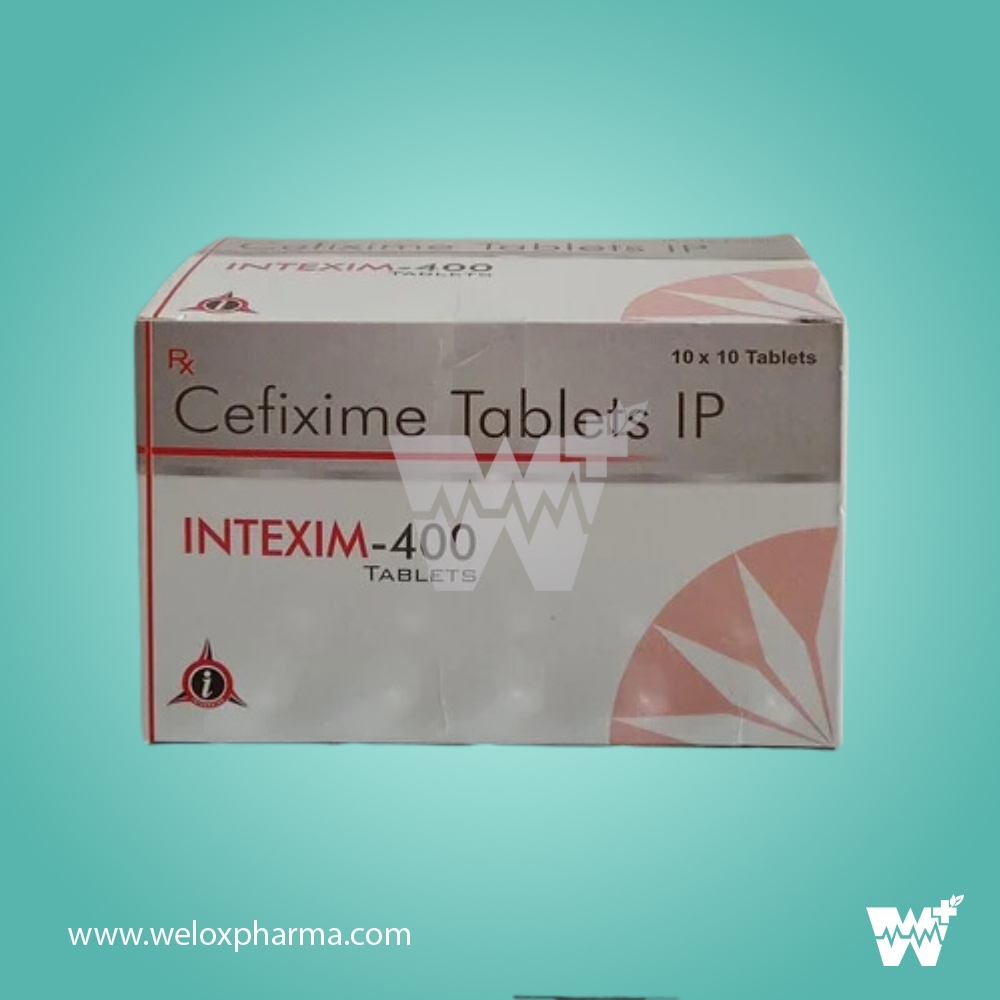 Cefixime Tablets IP
INTEXIM-400
TABLETS
i
Rx
10 x 10 Tablets
Cefixime Tablets IP
INTEXIM-400
TABLETS
i
www.weloxpharma.com
W